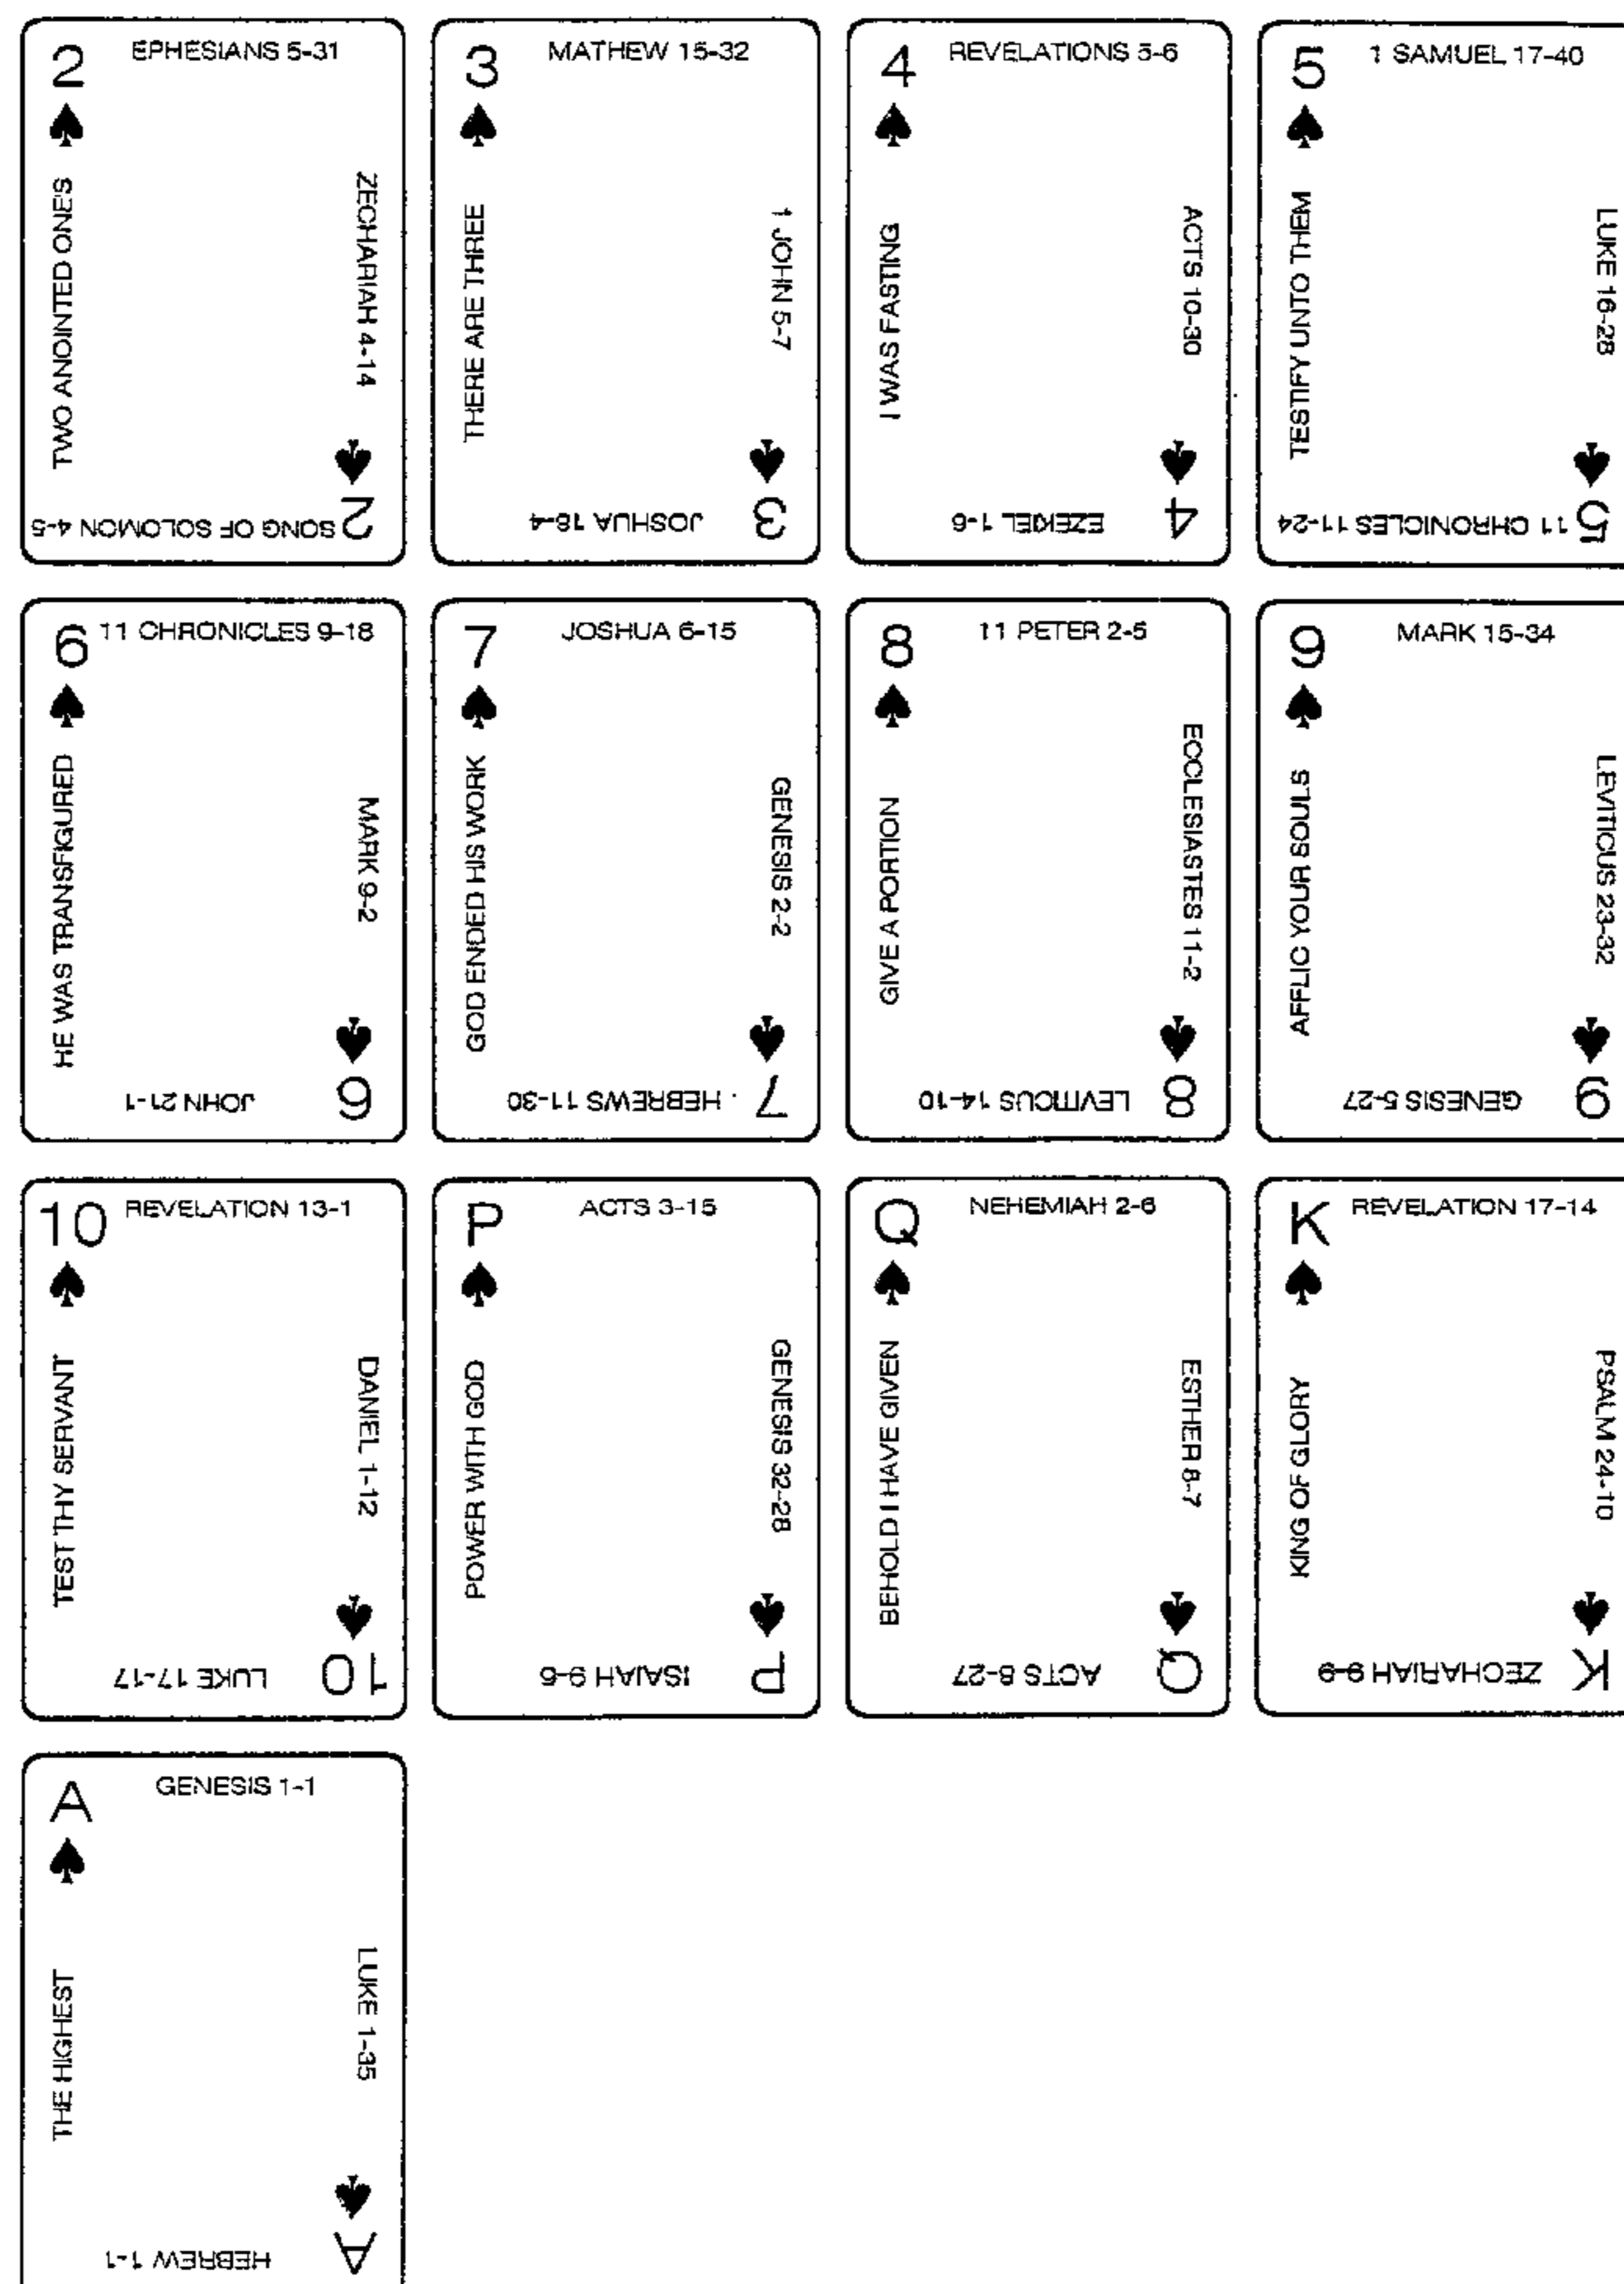 2
EPHESIANS 5-31
TWO ANOINTED ONES
ZECHARIAH 4-14
SONG OF SOLOMON 4-5
2
3
MATHEW 15-32
THERE ARE THREE
1 JOHN 5-7
JOSHUA 18-4
3
4
REVELATIONS 5-6
I WAS FASTING
ACTS 10-30
EZEKIEL 1-6
4
5
1 SAMUEL 17-40
TESTIFY UNTO THEM
LUKE 16-28
11 CHRONICLES 11-24
5
6
11 CHRONICLES 9-18
HE WAS TRANSFIGURED
MARK 9-2
JOHN 21-1
6
7
JOSHUA 6-15
GOD ENDED HIS WORK
GENESIS 2-2
HEBREWS 11-30
7
8
11 PETER 2-5
GIVE A PORTION
ECCLESIASTES 11-2
LEVITICUS 14-10
8
9
MARK 15-34
AFFLIC YOUR SOULS
LEVITICUS 23-32
GENESIS 5-27
9
10
REVELATION 13-1
TEST THY SERVANT
DANIEL 1-12
LUKE 17-17
10
P
ACTS 3-15
POWER WITH GOD
GENESIS 32-28
ISAIAH 9-6
P
Q
NEHEMIAH 2-6
BEHOLD I HAVE GIVEN
ESTHER 8-7
ACTS 8-27
Q
K
REVELATION 17-14
KING OF GLORY
PSALM 24-10
ZECHARIAH 9-9
K
A
GENESIS 1-1
THE HIGHEST
LUKE 1-35
HEBREW 1-1
A